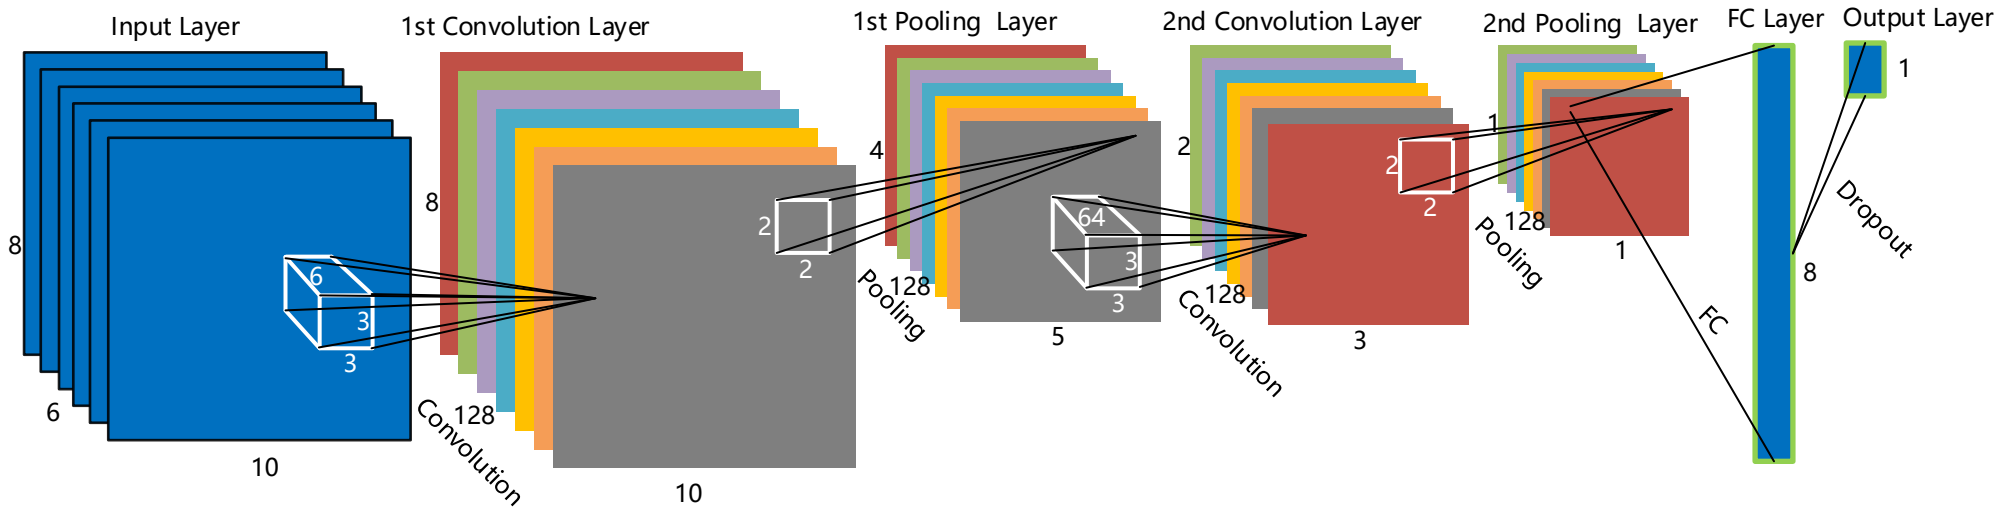 Input Layer
1st Convolution Layer
1st Pooling Layer
2nd Convolution Layer
2nd Pooling Layer
FC Layer
Output Layer
8
6
10
6
3
3
Convolution
8
128
10
2
2
Pooling
4
128
5
64
3
3
Convolution
2
128
3
2
2
Pooling
1
128
1
FC
8
Dropout
1